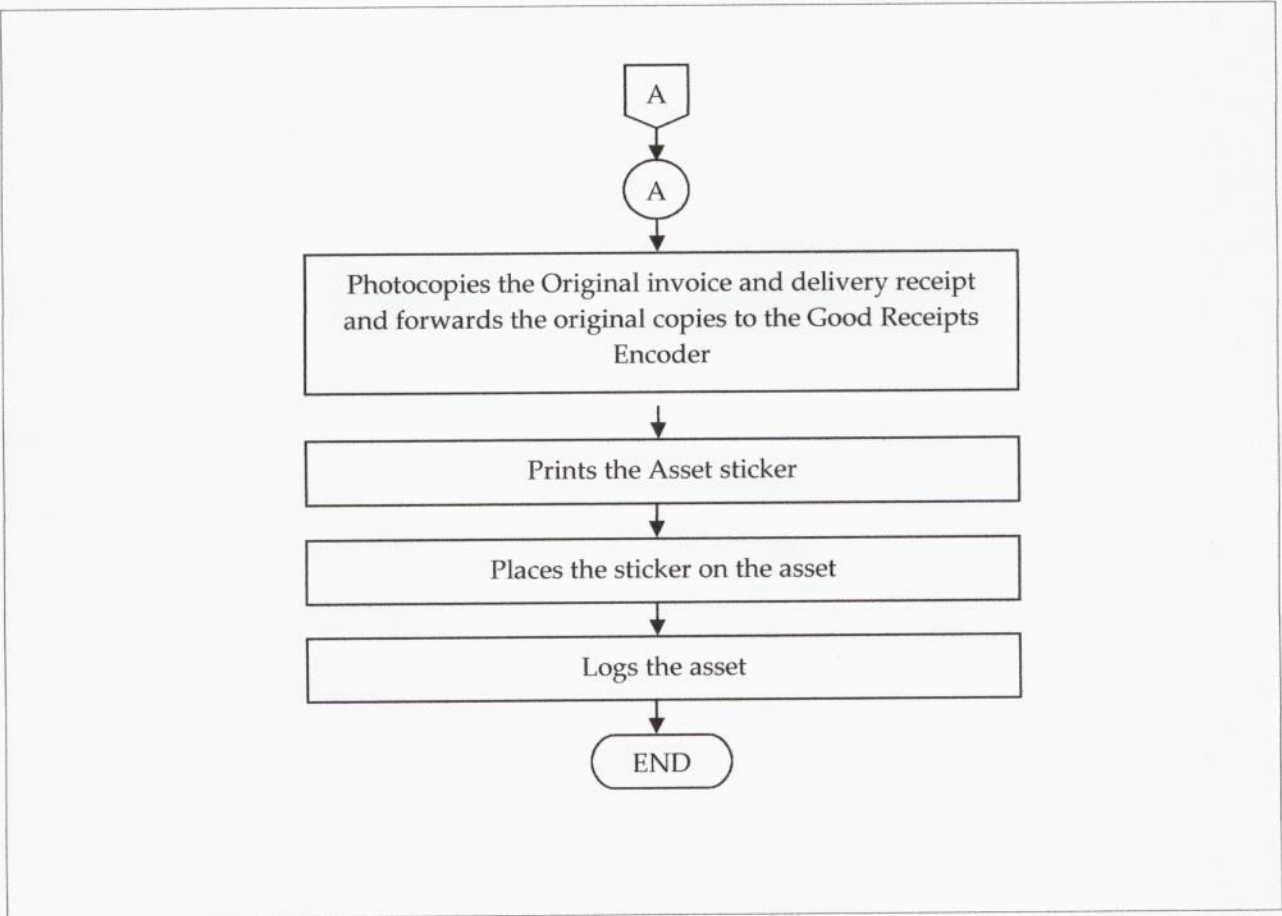 A
A
Photocopies the Original invoice and delivery receipt
and forwards the original copies to the Good Receipts
Encoder
Prints the Asset sticker
Places the sticker on the asset
Logs the asset
END